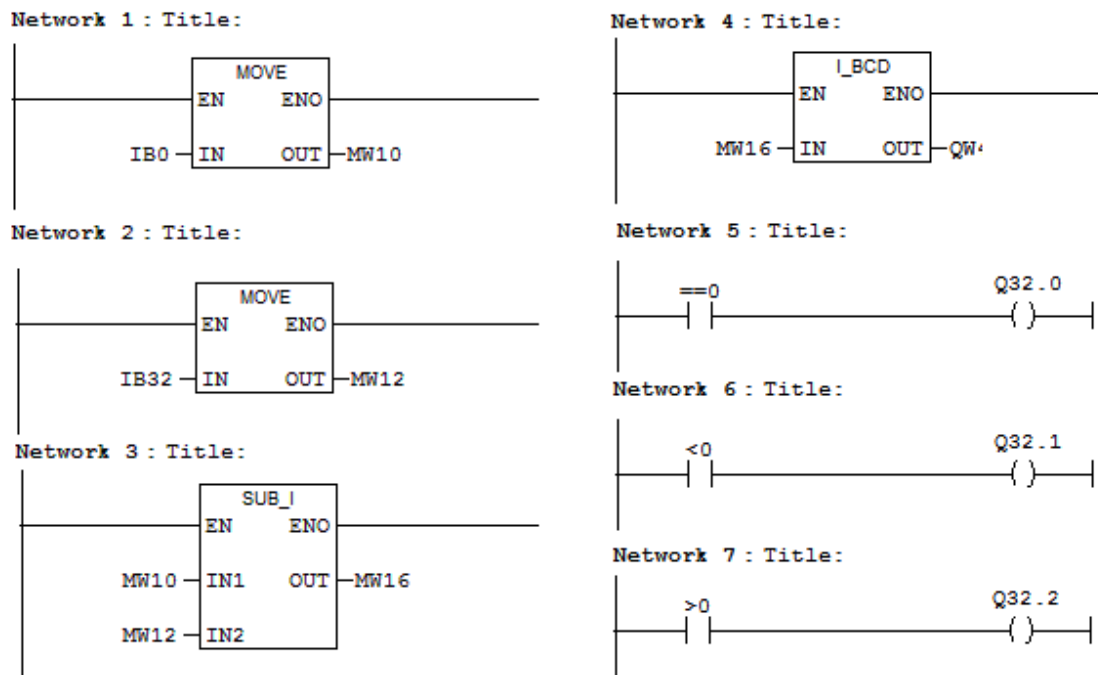 Network 1 : Title:
MOVE
EN ENO
IB0 IN OUT MW10
Network 2 : Title:
MOVE
EN ENO
IB32 IN OUT MW12
Network 3 : Title:
SUB_I
EN ENO
MW10 IN1 OUT MW16
MW12 IN2
Network 4 : Title:
I_BCD
EN ENO
MW16 IN OUT
Network 5 : Title:
==0 Q32.0
Network 6 : Title:
<0 Q32.1
Network 7 : Title:
>0 Q32.2